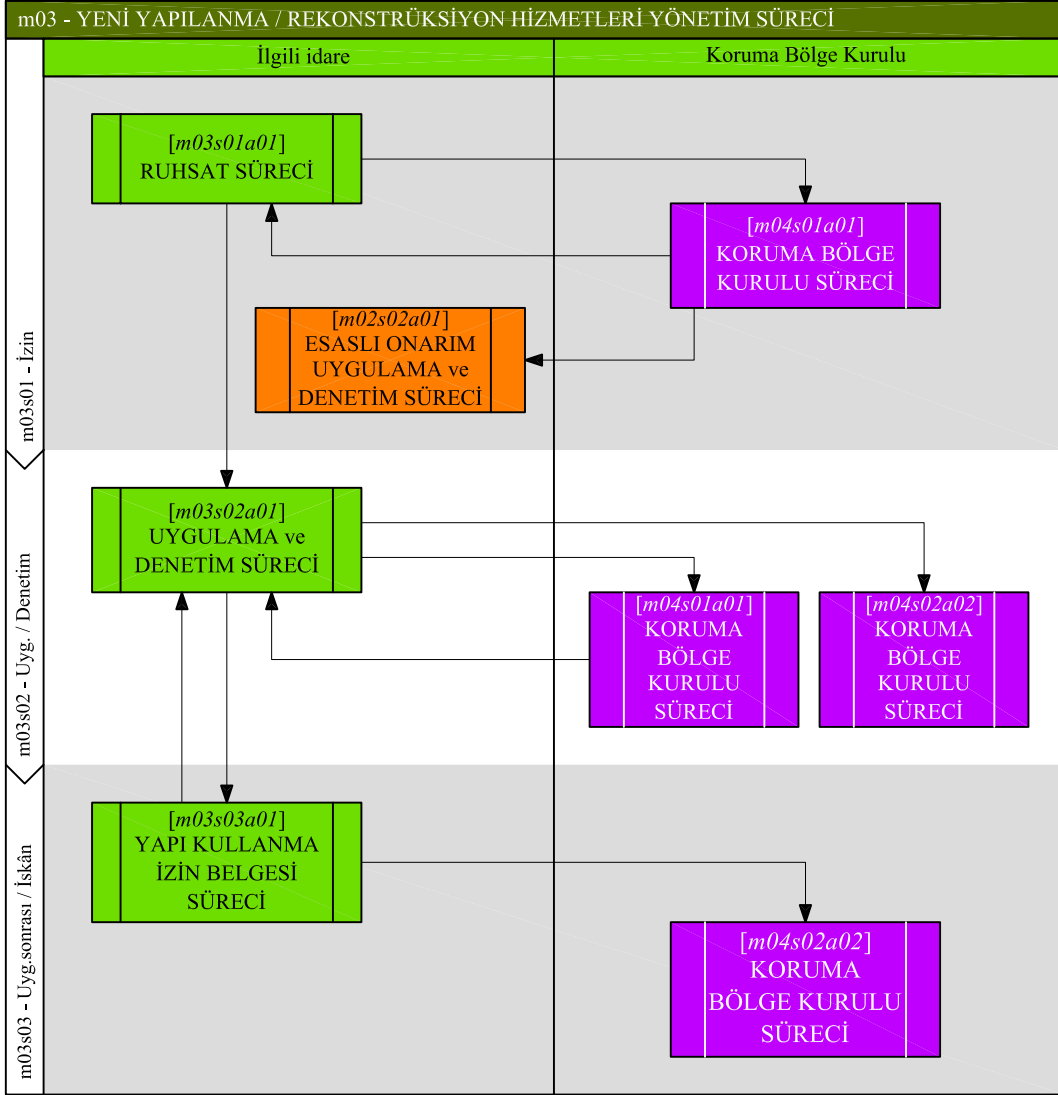 m03 - YENİ YAPILANMA / REKONSTRÜKSİYON HİZMETLERİ YÖNETİM SÜRECİ
İlgili idare
Koruma Bölge Kurulu
m03s01 - İzin
[m03s01a01]
RUHSAT SÜRECİ
[m04s01a01]
KORUMA BÖLGE
KURULU SÜRECİ
[m02s02a01]
ESASLI ONARIM
UYGULAMA ve
DENETİM SÜRECİ
m03s02 - Uyg. / Denetim
[m03s02a01]
UYGULAMA ve
DENETİM SÜRECİ
[m04s01a01]
KORUMA
BÖLGE
KURULU
SÜRECİ
[m04s02a02]
KORUMA
BÖLGE
KURULU
SÜRECİ
m03s03 - Uyg.sonrası / İskân
[m03s03a01]
YAPI KULLANMA
İZİN BELGESİ
SÜRECİ
[m04s02a02]
KORUMA
BÖLGE KURULU
SÜRECİ